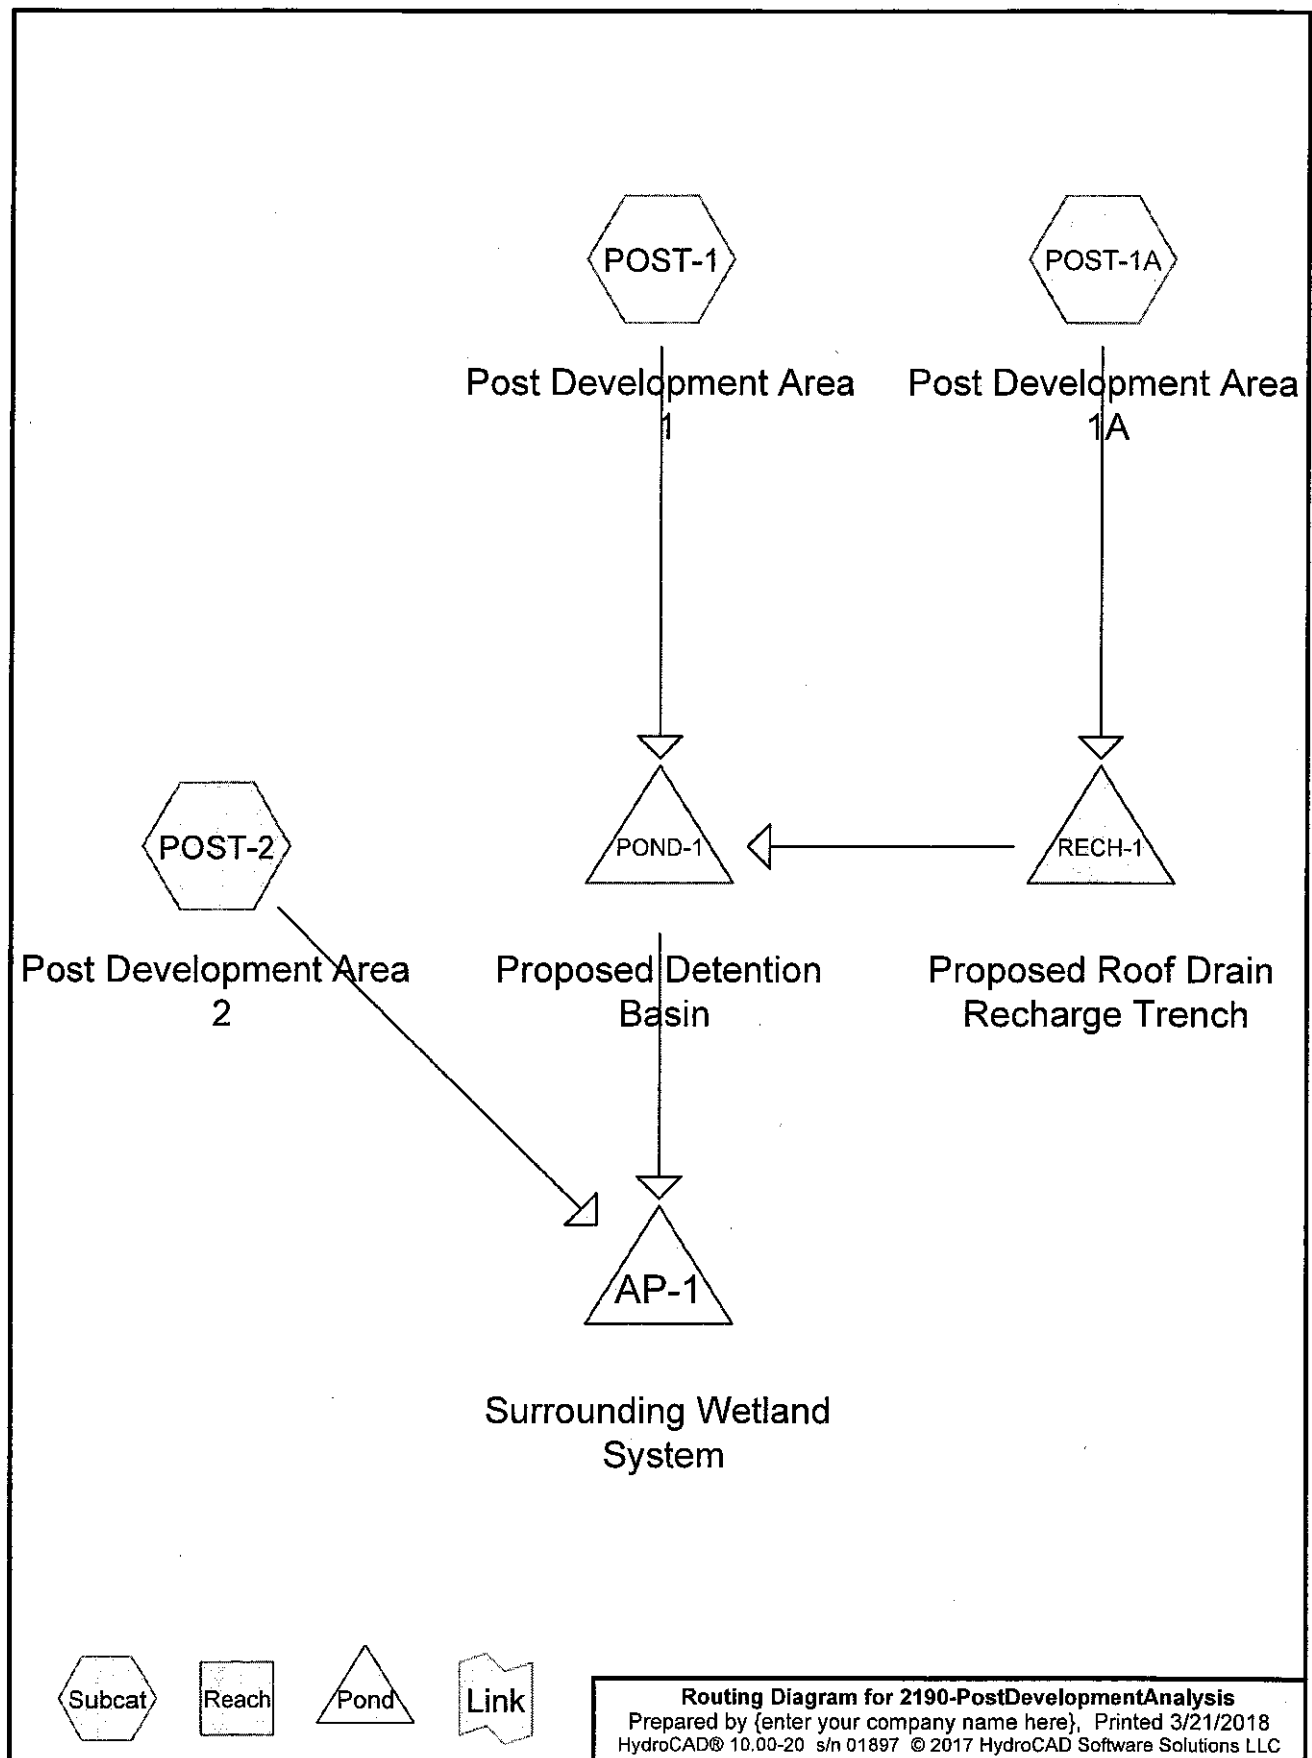 POST-1
POST-1A
Post Development Area
1
Post Development Area
1A
POST-2
POND-1
RECH-1
Post Development Area
2
Proposed Detention
Basin
Proposed Roof Drain
Recharge Trench
AP-1
Surrounding Wetland
System
Subcat
Reach
Pond
Link
Routing Diagram for 2190-PostDevelopmentAnalysis
Prepared by {enter your company name here}, Printed 3/21/2018
HydroCAD® 10.00-20 s/n 01897 © 2017 HydroCAD Software Solutions LLC